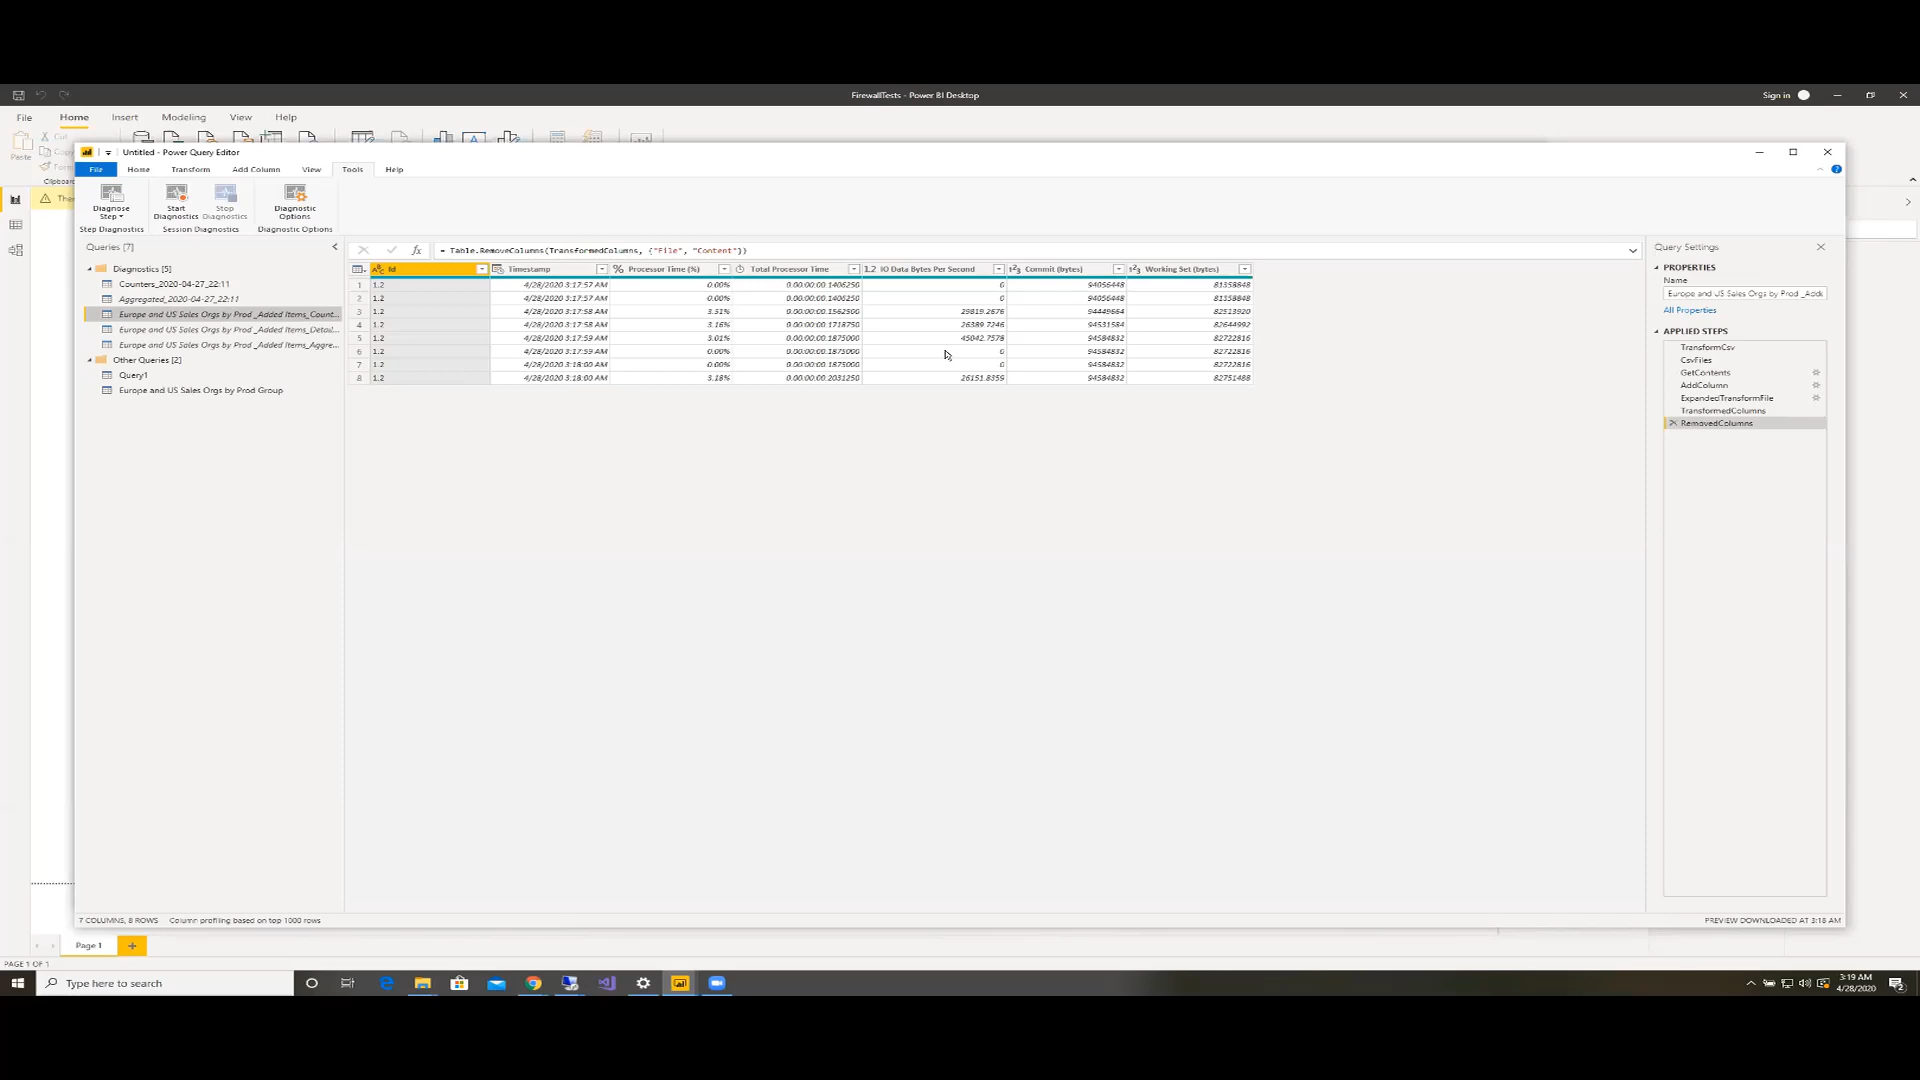 FirewallTests - Power BI Desktop
Sign in
File Home Insert Modeling View Help
Paste
Cut
Clipboard
Untitled - Power Query Editor
File Home Transform Add Column View Tools Help
Diagnose Step
Start Diagnostics
Stop Diagnostics
Diagnostic Options
Step Diagnostics Session Diagnostics Diagnostic Options
Queries [7]
= Table.RemoveColumns(TransformedColumns, {"File", "Content"})
Diagnostics [5]
Counters_2020-04-27_22:11
Aggregated_2020-04-27_22:11
Europe and US Sales Orgs by Prod _Added Items_Count...
Europe and US Sales Orgs by Prod _Added Items_Detail...
Europe and US Sales Orgs by Prod _Added Items_Aggre...
Other Queries [2]
Query1
Europe and US Sales Orgs by Prod Group
Id Timestamp Processor Time (%) Total Processor Time 1.2 IO Data Bytes Per Second Commit (bytes) Working Set (bytes)
1 1.2 4/28/2020 3:17:57 AM 0.00% 0.00:00:00.1406250 0 94056448 81358848
2 1.2 4/28/2020 3:17:57 AM 0.00% 0.00:00:00.1406250 0 94056448 81358848
3 1.2 4/28/2020 3:17:58 AM 3.51% 0.00:00:00.1562500 29819.2676 94449664 82513920
4 1.2 4/28/2020 3:17:58 AM 3.16% 0.00:00:00.1718750 26389.7246 94531584 82644992
5 1.2 4/28/2020 3:17:59 AM 3.01% 0.00:00:00.1875000 45042.7578 94584832 82722816
6 1.2 4/28/2020 3:17:59 AM 0.00% 0.00:00:00.1875000 0 94584832 82722816
7 1.2 4/28/2020 3:18:00 AM 0.00% 0.00:00:00.1875000 0 94584832 82722816
8 1.2 4/28/2020 3:18:00 AM 3.18% 0.00:00:00.2031250 26151.8359 94584832 82751488
Query Settings
PROPERTIES
Name
Europe and US Sales Orgs by Prod _Adde
All Properties
APPLIED STEPS
TransformCsv
CsvFiles
GetContents
AddColumn
ExpandedTransformFile
TransformedColumns
RemovedColumns
7 COLUMNS, 8 ROWS Column profiling based on top 1000 rows
PREVIEW DOWNLOADED AT 3:18 AM
Page 1
PAGE 1 OF 1
Type here to search
3:19 AM
4/28/2020